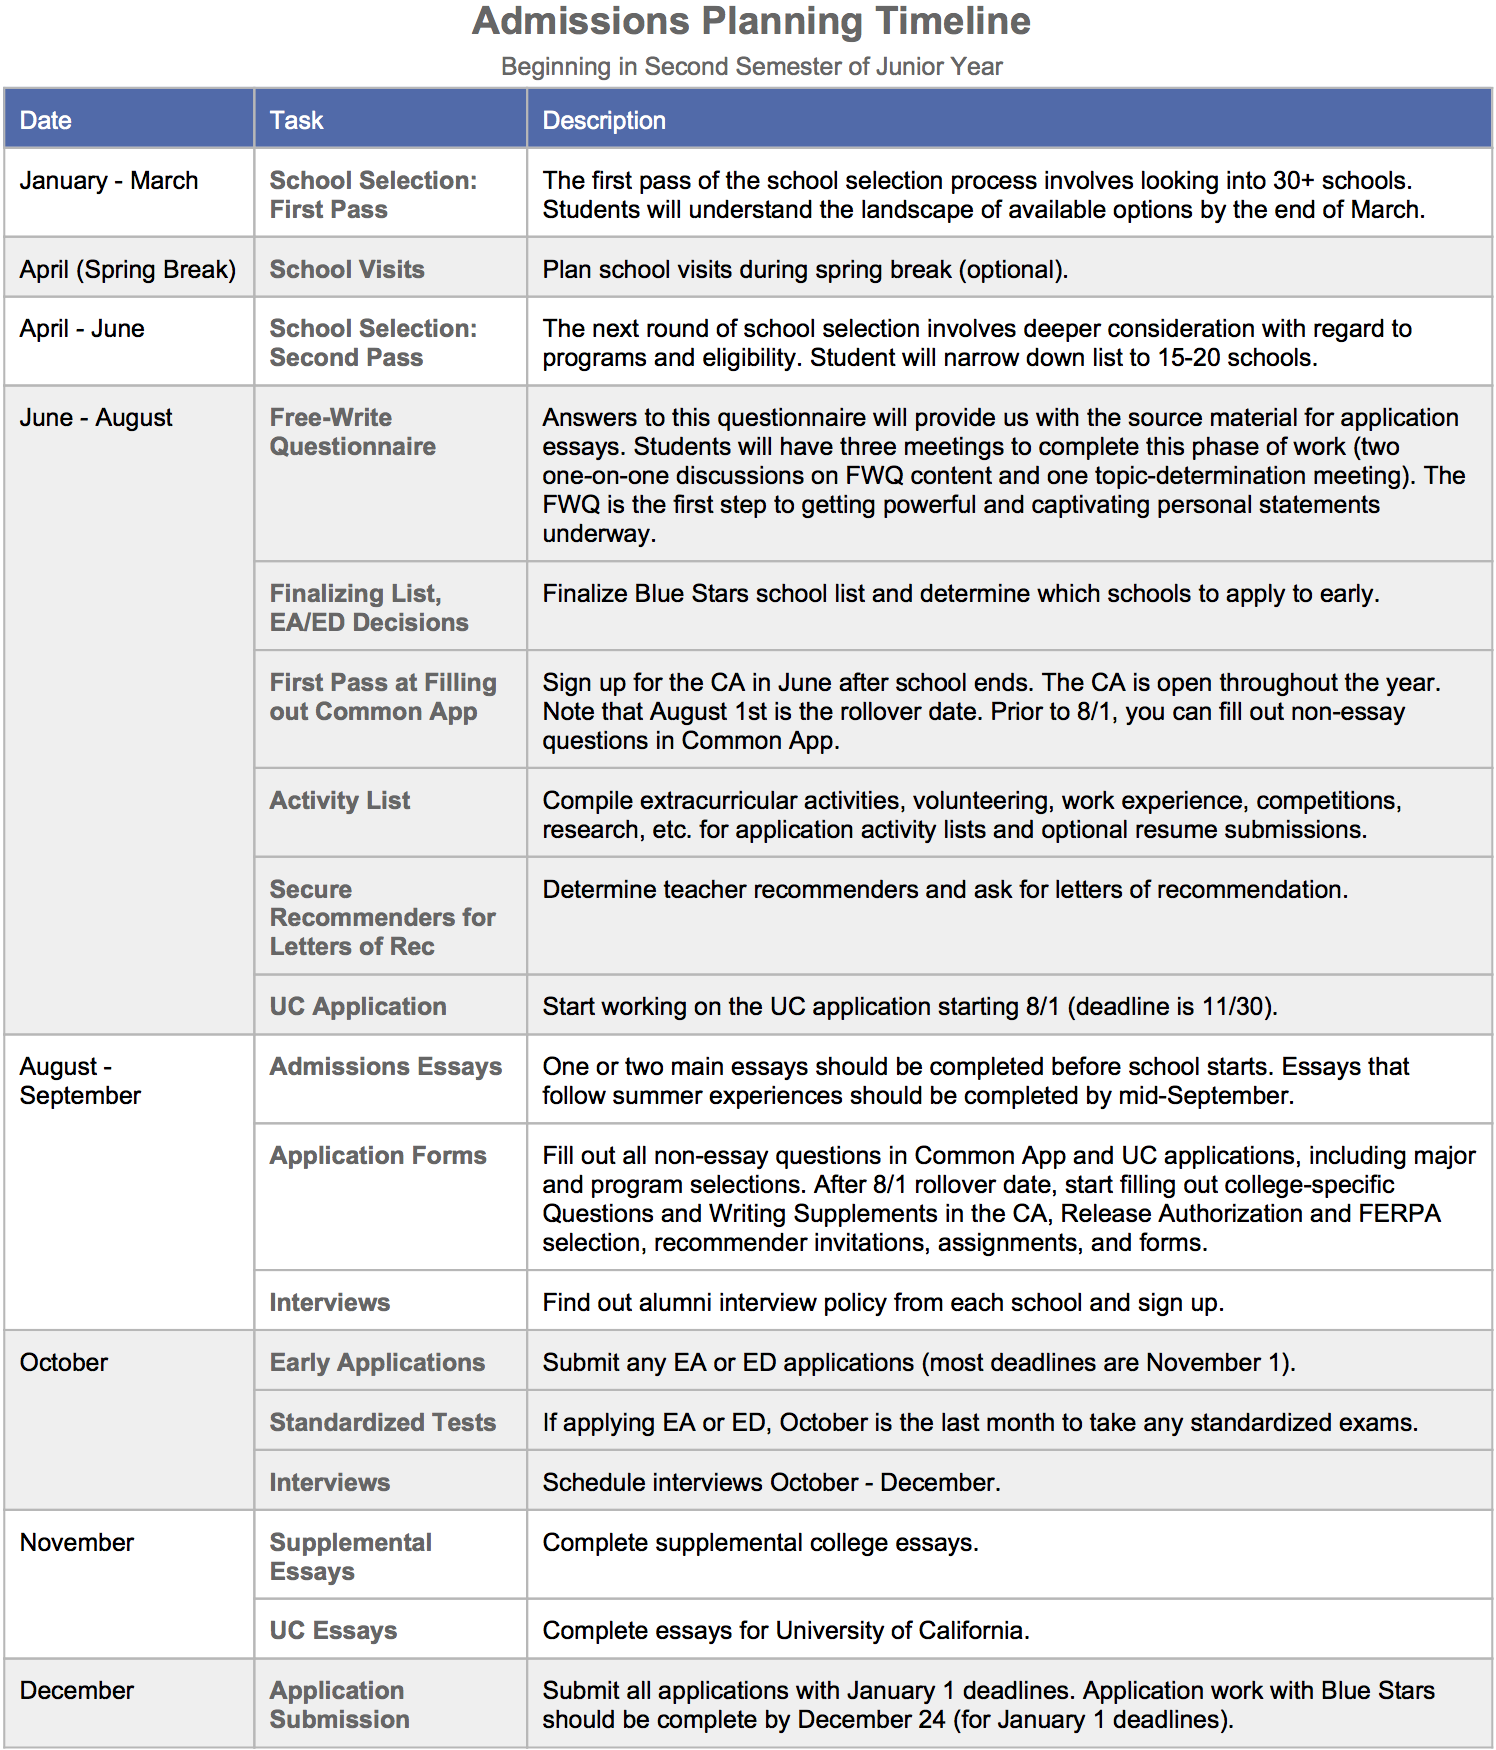 Admissions Planning Timeline
Beginning in Second Semester of Junior Year
Date
Task
Description
January - March
School Selection:
First Pass
The first pass of the school selection process involves looking into 30+ schools.
Students will understand the landscape of available options by the end of March.
April (Spring Break)
School Visits
Plan school visits during spring break (optional).
April - June
School Selection:
Second Pass
The next round of school selection involves deeper consideration with regard to
programs and eligibility. Student will narrow down list to 15-20 schools.
June - August
Free-Write
Questionnaire
Answers to this questionnaire will provide us with the source material for application
essays. Students will have three meetings to complete this phase of work (two
one-on-one discussions on FWQ content and one topic-determination meeting). The
FWQ is the first step to getting powerful and captivating personal statements
underway.
Finalizing List,
EA/ED Decisions
Finalize Blue Stars school list and determine which schools to apply to early.
First Pass at Filling
out Common App
Sign up for the CA in June after school ends. The CA is open throughout the year.
Note that August 1st is the rollover date. Prior to 8/1, you can fill out non-essay
questions in Common App.
Activity List
Compile extracurricular activities, volunteering, work experience, competitions,
research, etc. for application activity lists and optional resume submissions.
Secure
Recommenders for
Letters of Rec
Determine teacher recommenders and ask for letters of recommendation.
UC Application
Start working on the UC application starting 8/1 (deadline is 11/30).
August -
September
Admissions Essays
One or two main essays should be completed before school starts. Essays that
follow summer experiences should be completed by mid-September.
Application Forms
Fill out all non-essay questions in Common App and UC applications, including major
and program selections. After 8/1 rollover date, start filling out college-specific
Questions and Writing Supplements in the CA, Release Authorization and FERPA
selection, recommender invitations, assignments, and forms.
Interviews
Find out alumni interview policy from each school and sign up.
October
Early Applications
Submit any EA or ED applications (most deadlines are November 1).
Standardized Tests
If applying EA or ED, October is the last month to take any standardized exams.
Interviews
Schedule interviews October - December.
November
Supplemental
Essays
Complete supplemental college essays.
UC Essays
Complete essays for University of California.
December
Application
Submission
Submit all applications with January 1 deadlines. Application work with Blue Stars
should be complete by December 24 (for January 1 deadlines).